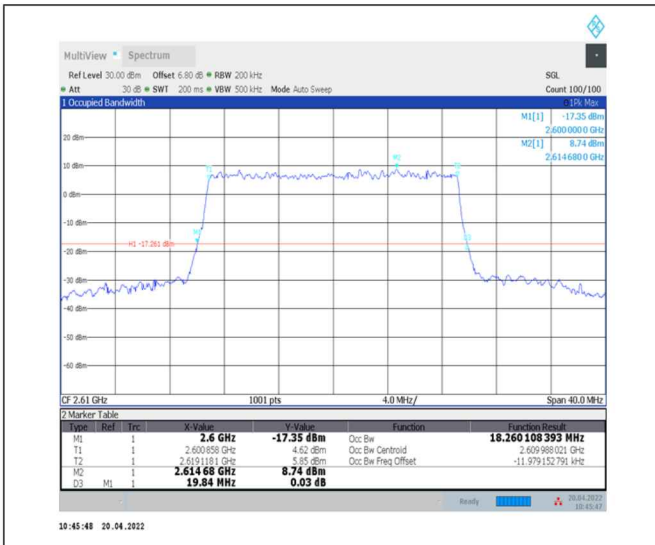 MultiView Spectrum
Ref Level 30.00 dBm Offset 6.80 dB RBW 200 kHz SGL
Att 30 dB SWT 200 ms VBW 500 kHz Mode Auto Sweep Count 100/100
1 Occupied Bandwidth 1Pk Max
M1[1] -17.35 dBm
2.6000000 GHz
M2[1] 8.74 dBm
2.6146800 GHz
20 dBm
10 dBm
0 dBm
-10 dBm
H1 -17.261 dBm
-20 dBm
-30 dBm
-40 dBm
-50 dBm
-60 dBm
CF 2.61 GHz 1001 pts 4.0 MHz/ Span 40.0 MHz
2 Marker Table
Type Ref Trc X-Value Y-Value Function Function Result
M1 1 2.6 GHz -17.35 dBm Occ Bw 18.260 108 393 MHz
T1 1 2.600 858 GHz 4.62 dBm Occ Bw Centroid 2.609 988 021 GHz
T2 1 2.619 118 1 GHz 5.85 dBm Occ Bw Freq Offset -11.979 152 791 kHz
M2 1 2.614 68 GHz 8.74 dBm
D3 M1 1 19.84 MHz 0.03 dB
Ready 20.04.2022
10:45:47
10:45:48 20.04.2022